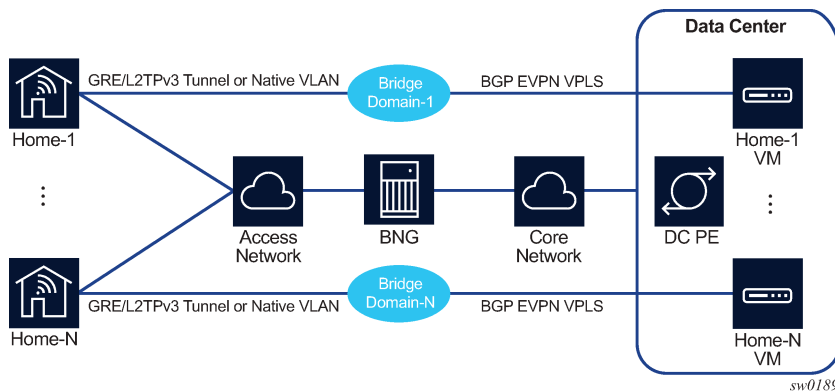 Data Center
GRE/L2TPv3 Tunnel or Native VLAN
Bridge
Domain-1
BGP EVPN VPLS
Home-1
Home-1
VM
Access
Network
BNG
Core
Network
DC PE
Bridge
Domain-N
GRE/L2TPv3 Tunnel or Native VLAN
BGP EVPN VPLS
Home-N
Home-N
VM
sw0189